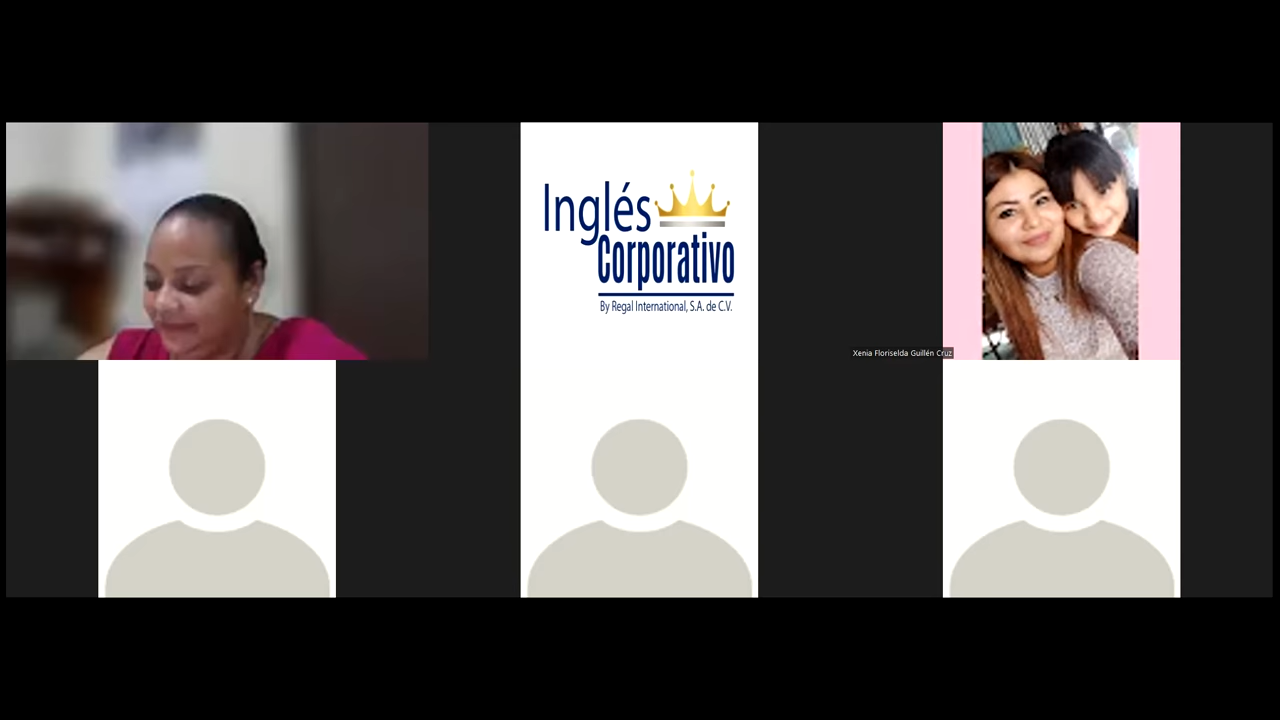 Inglés
Corporativo
By Regal International, S.A. de C.V.
Xenia Floriselda Guillén Cruz